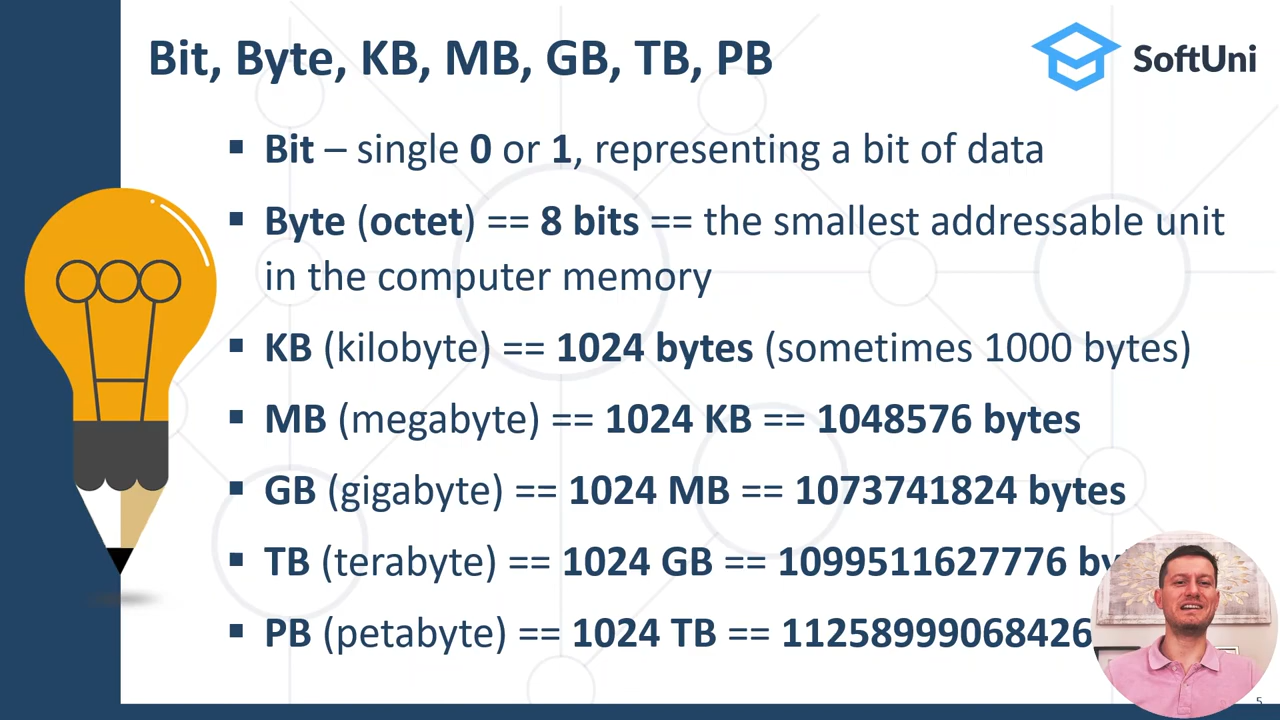 Bit, Byte, KB, MB, GB, TB, PB
SoftUni
▪ Bit – single 0 or 1, representing a bit of data
▪ Byte (octet) == 8 bits == the smallest addressable unit
in the computer memory
▪ KB (kilobyte) == 1024 bytes (sometimes 1000 bytes)
▪ MB (megabyte) == 1024 KB == 1048576 bytes
▪ GB (gigabyte) == 1024 MB == 1073741824 bytes
▪ TB (terabyte) == 1024 GB == 1099511627776 by
▪ PB (petabyte) == 1024 TB == 11258999068426
5